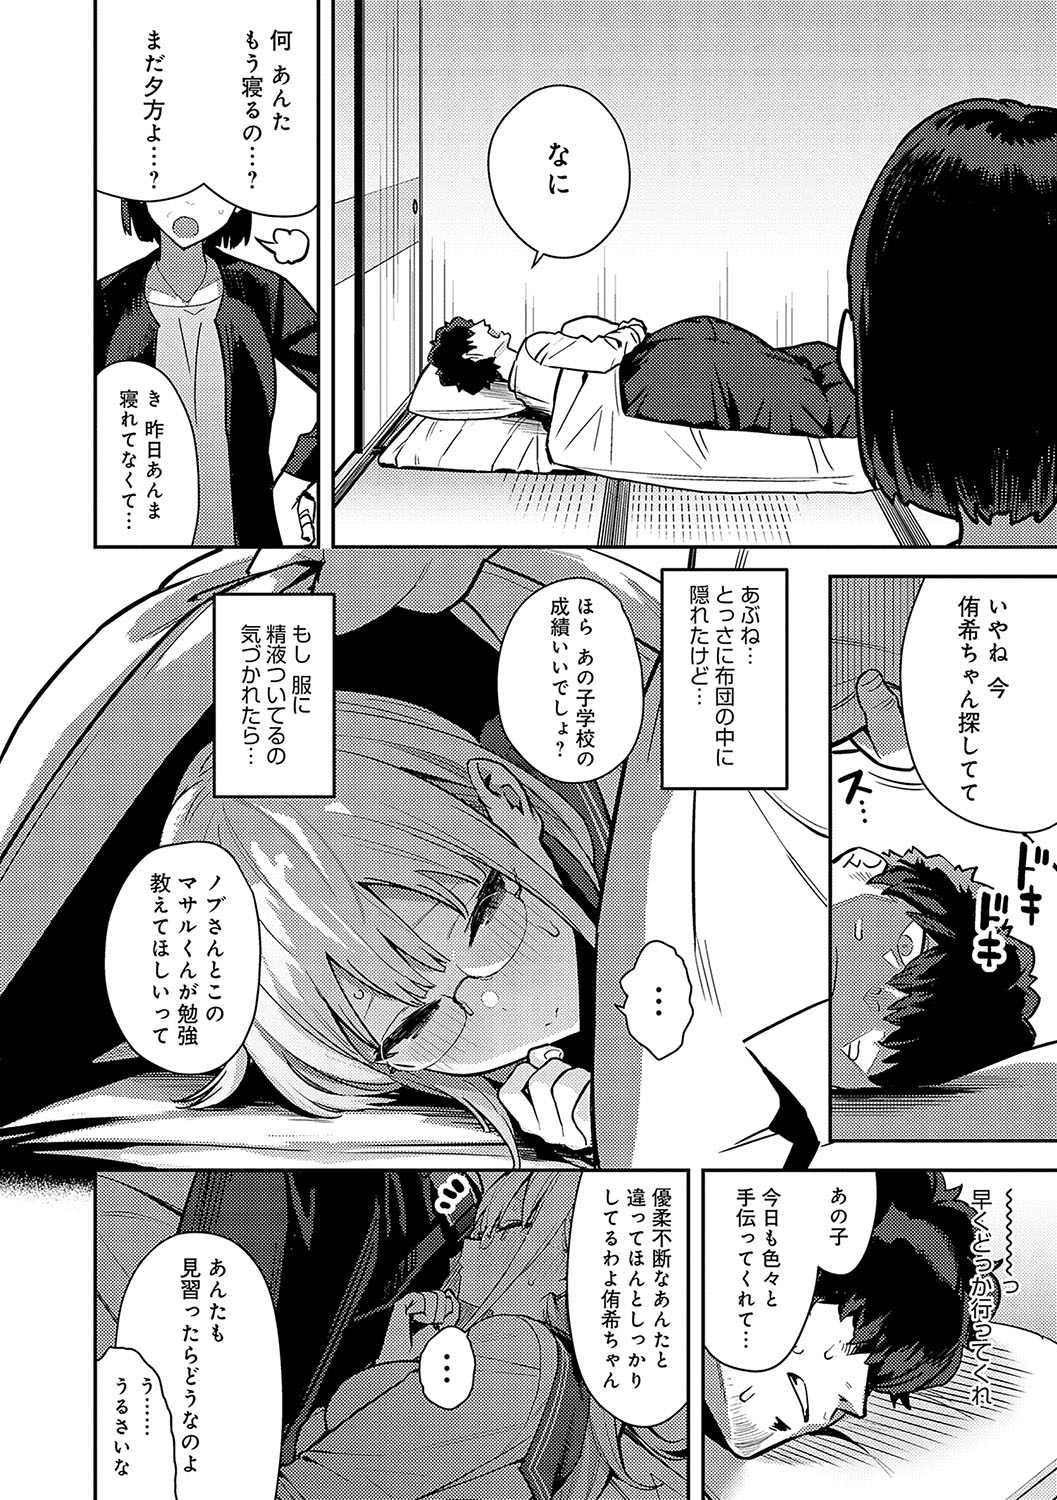 なに
何 あんた
もう寝るの…?
まだ夕方よ…?
き 昨日あんま
寝れてなくて…
いやね 今
侑希ちゃん探してて
ス…
ドキ
ドキ
あぶね…
とっさに布団の中に
隠れたけど…
ほら あの子学校の
成績いいでしょ?
もし 服に
精液ついてるの
気づかれたら…
…
ノブさんとこの
マサルくんが勉強
教えてほしいって
早くどっか行ってくれ
〜〜〜〜っ
あの子
今日も色々と
手伝ってくれて…
優柔不断なあんたと
違ってほんとしっかり
してるわよ侑希ちゃん
…
あんたも
見習ったらどうなのよ
う……
うるさいな